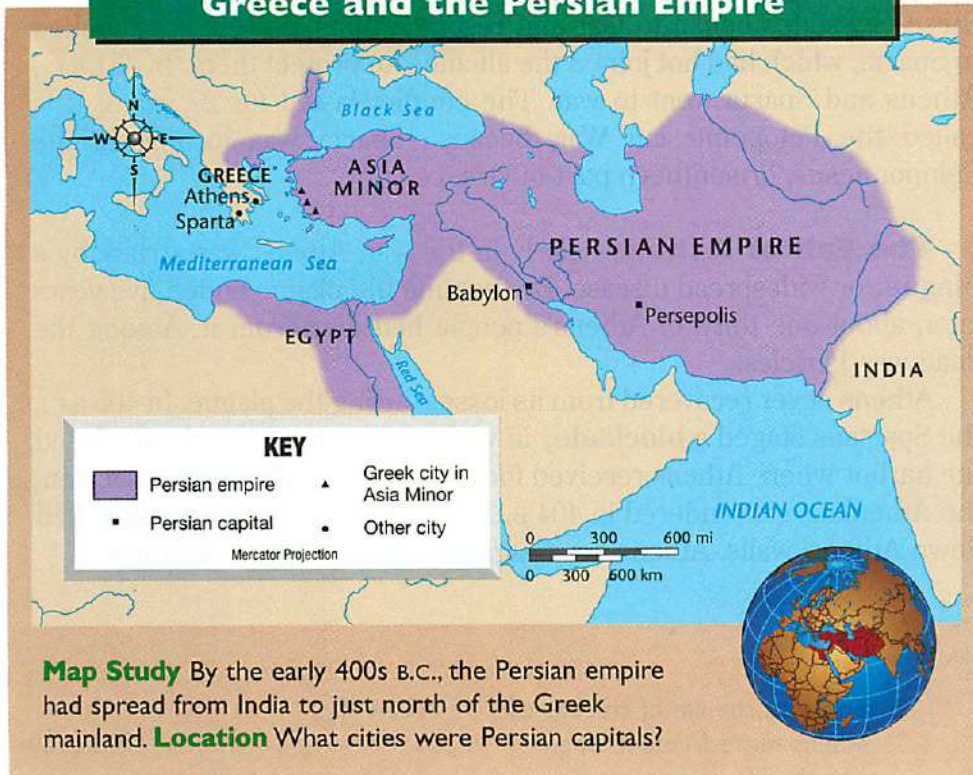 Greece and the Persian Empire
N
W E
S
Black Sea
GREECE
ASIA
MINOR
Athens
Sparta
PERSIAN EMPIRE
Mediterranean Sea
Babylon
Persepolis
EGYPT
Red Sea
INDIA
KEY
Persian empire
Greek city in
Asia Minor
Persian capital
Other city
Mercator Projection
INDIAN OCEAN
0 300 600 mi
0 300 600 km
Map Study By the early 400s B.C., the Persian empire
had spread from India to just north of the Greek
mainland. Location What cities were Persian capitals?